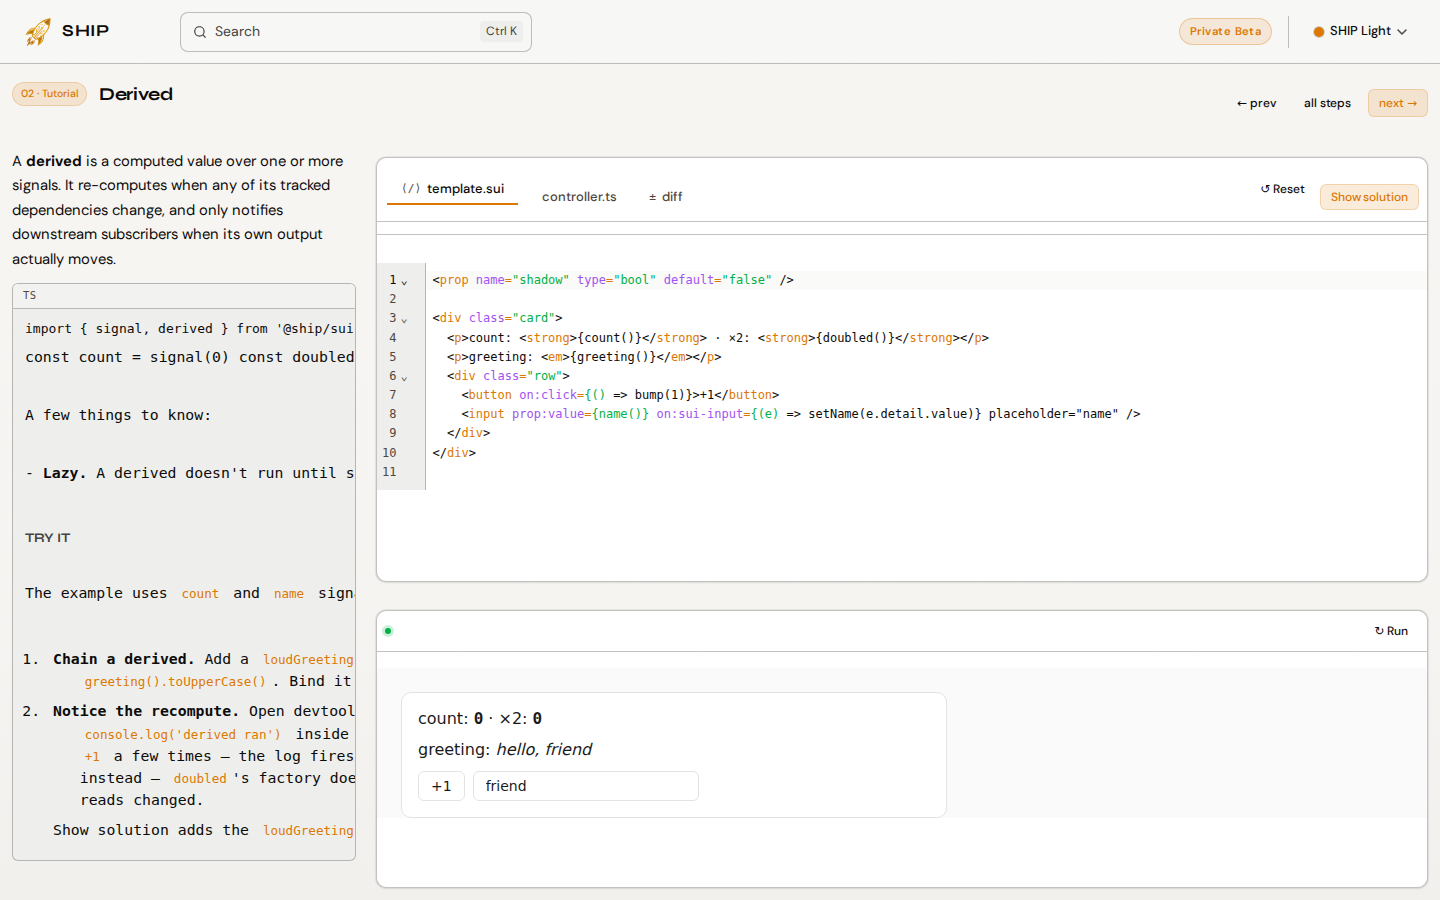 SHIP
Search
Ctrl K
Private Beta
SHIP Light
02 · Tutorial
Derived
← prev
all steps
next →
A derived is a computed value over one or more
signals. It re-computes when any of its tracked
dependencies change, and only notifies
downstream subscribers when its own output
actually moves.
TS
import { signal, derived } from '@ship/sui
const count = signal(0) const doubled
A few things to know:
- Lazy. A derived doesn't run until s
TRY IT
The example uses count and name sign
1. Chain a derived. Add a loudGreeting
greeting().toUpperCase() . Bind it
2. Notice the recompute. Open devtool
console.log('derived ran') inside
+1 a few times — the log fires
instead — doubled 's factory doe
reads changed.
Show solution adds the loudGreeting
⟨/⟩ template.sui
controller.ts
± diff
↺ Reset
Show solution
1 <prop name="shadow" type="bool" default="false" />
2
3 <div class="card">
4 <p>count: <strong>{count()}</strong> · ×2: <strong>{doubled()}</strong></p>
5 <p>greeting: <em>{greeting()}</em></p>
6 <div class="row">
7 <button on:click={() => bump(1)}>+1</button>
8 <input prop:value={name()} on:sui-input={(e) => setName(e.detail.value)} placeholder="name" />
9 </div>
10 </div>
11
↻ Run
count: 0 · ×2: 0
greeting: hello, friend
+1
friend